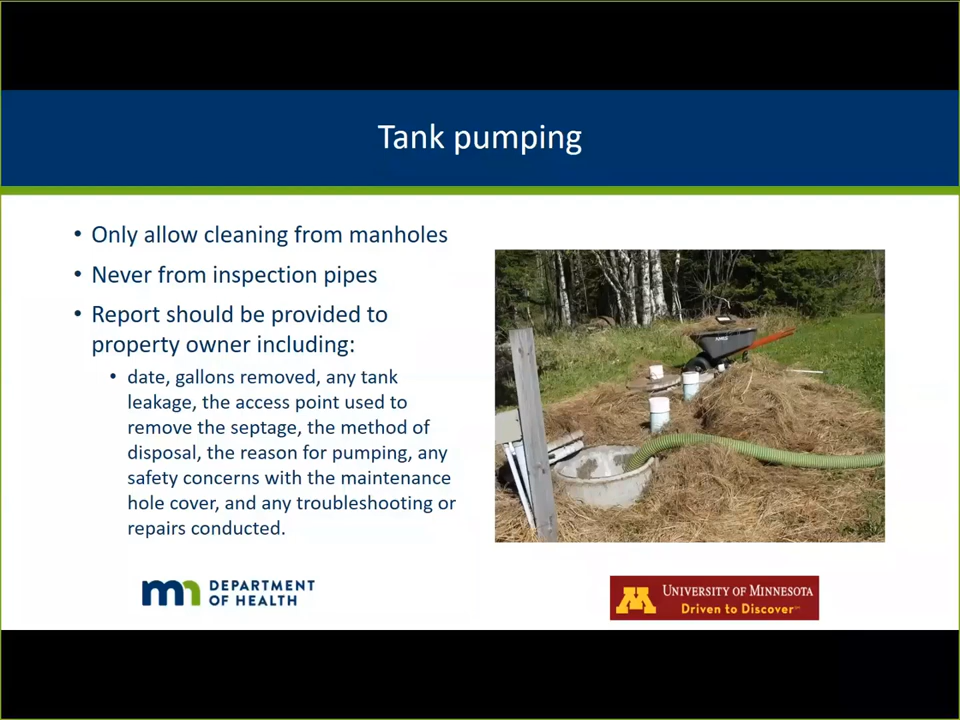 Tank pumping
• Only allow cleaning from manholes
• Never from inspection pipes
• Report should be provided to
property owner including:
• date, gallons removed, any tank
leakage, the access point used to
remove the septage, the method of
disposal, the reason for pumping, any
safety concerns with the maintenance
hole cover, and any troubleshooting or
repairs conducted.
mn DEPARTMENT
OF HEALTH
M UNIVERSITY OF MINNESOTA
Driven to Discover